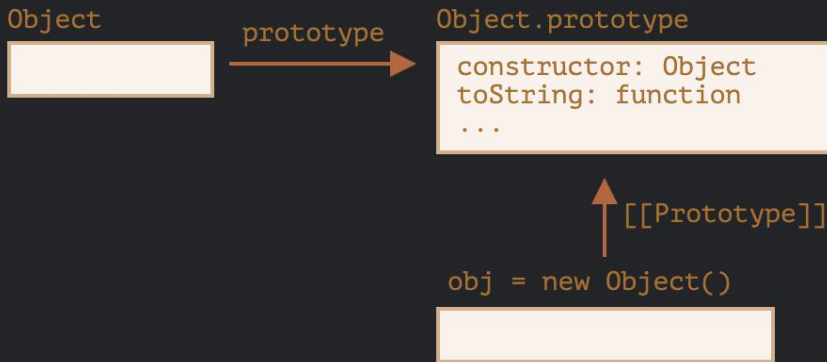 Object
prototype
Object.prototype
constructor: Object
toString: function
...
[[Prototype]]
obj = new Object()